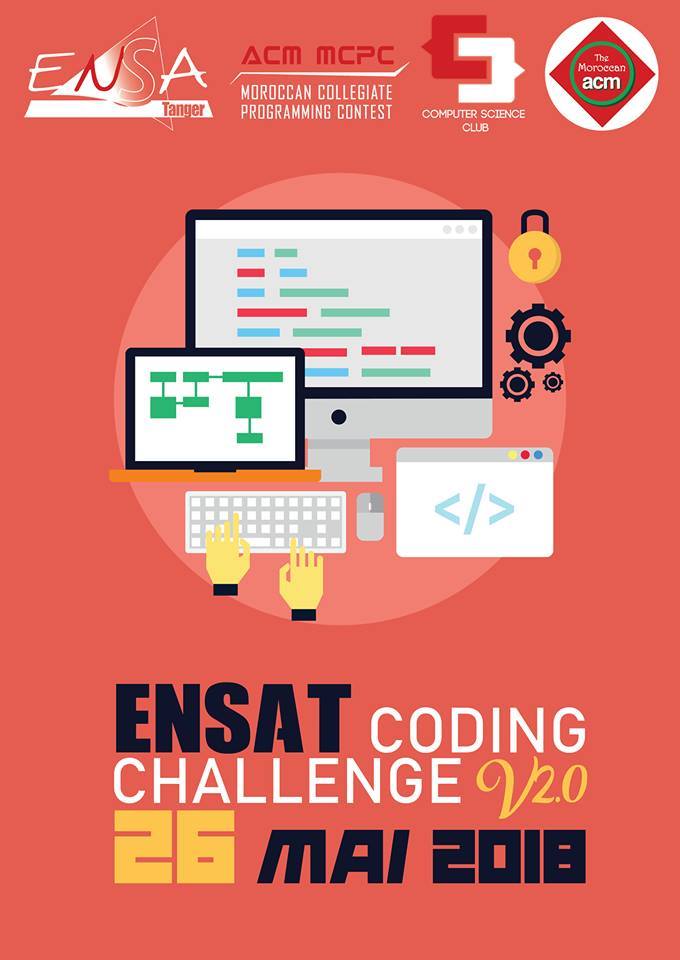 ENSA
Tanger
ACM MCPC
MOROCCAN COLLEGIATE
PROGRAMMING CONTEST
COMPUTER SCIENCE
CLUB
The
Moroccan
acm
</>
ENSAT CODING
CHALLENGE V2.0
26 MAI 2018